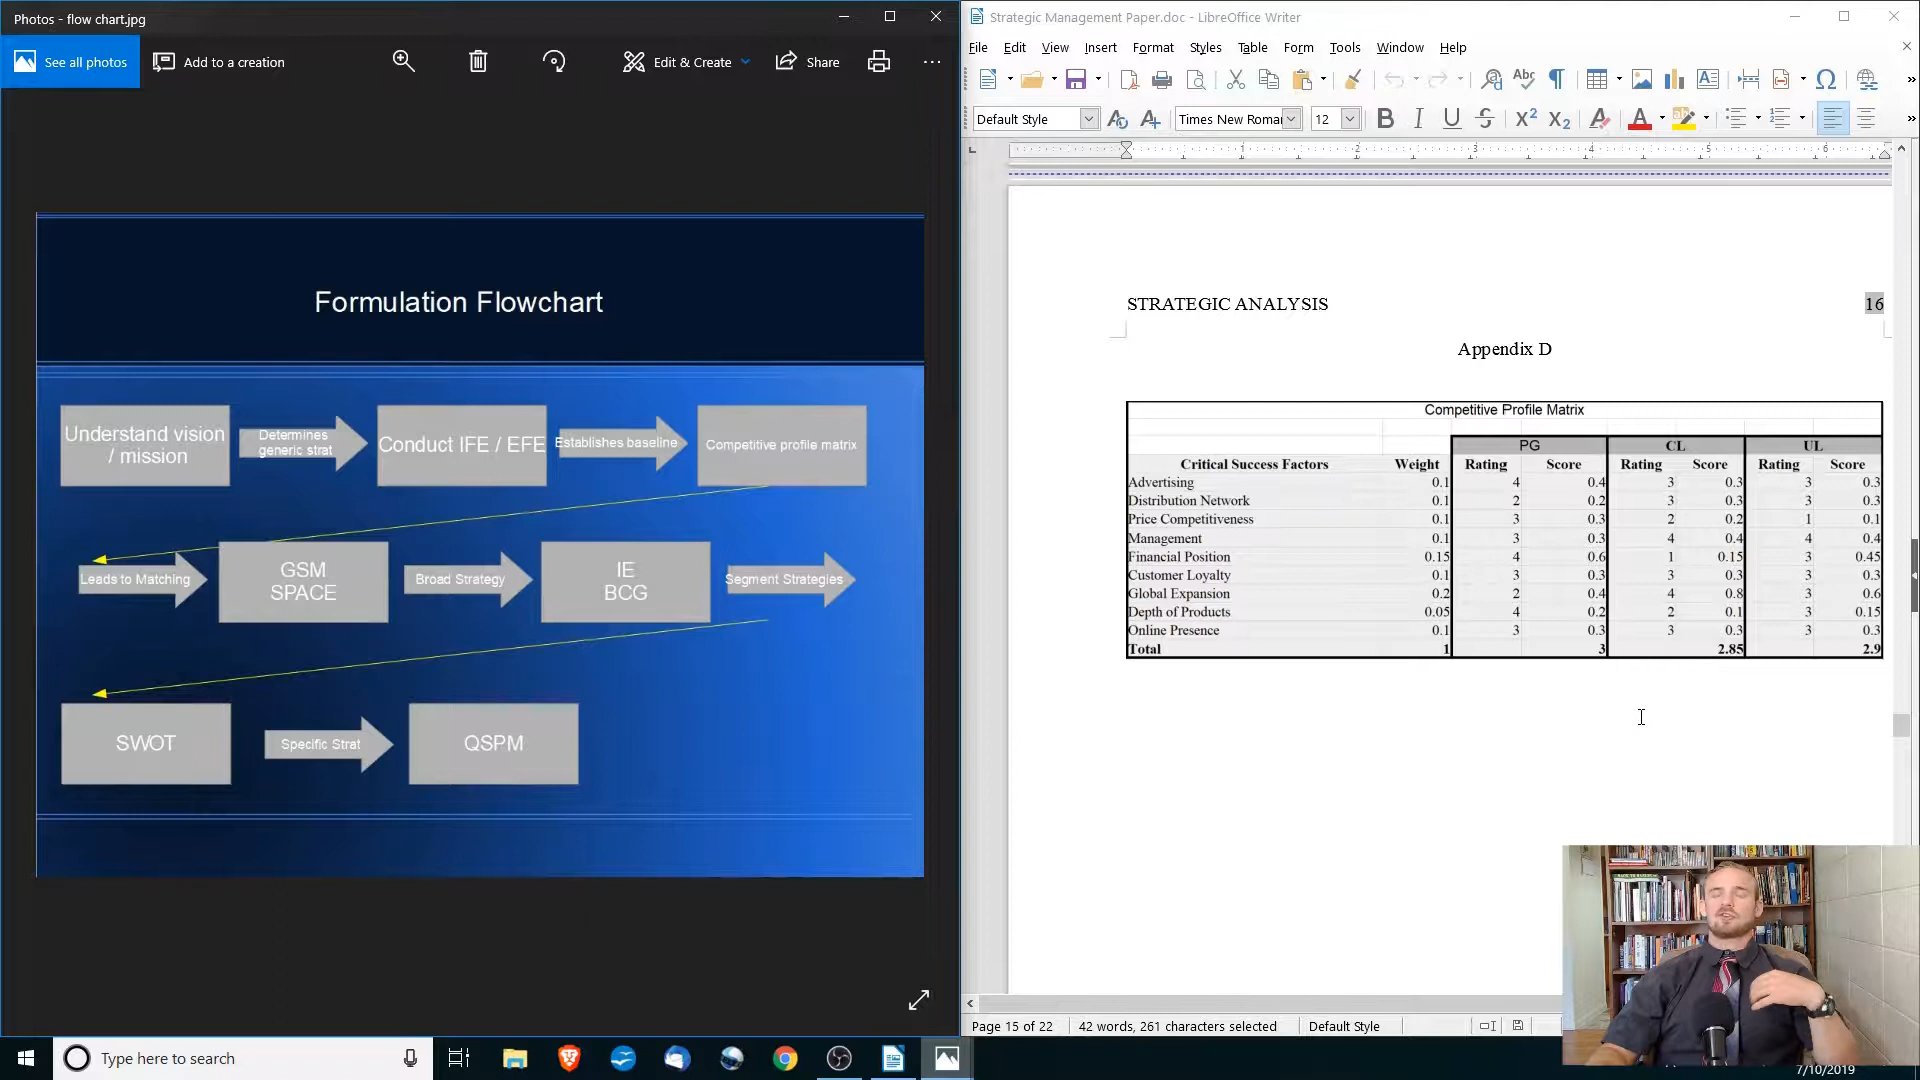 Photos - flow chart.jpg
See all photos
Add to a creation
Edit & Create
Share
Formulation Flowchart
Understand vision
/ mission
Determines
generic strat
Conduct IFE / EFE
Establishes baseline
Competitive profile matrix
Leads to Matching
GSM
SPACE
Broad Strategy
IE
BCG
Segment Strategies
SWOT
Specific Strat
QSPM
Strategic Management Paper.doc - LibreOffice Writer
File Edit View Insert Format Styles Table Form Tools Window Help
Default Style
Times New Roma
12
STRATEGIC ANALYSIS 16
Appendix D
Competitive Profile Matrix
PG CL UL
Critical Success Factors Weight Rating Score Rating Score Rating Score
Advertising 0.1 4 0.4 3 0.3 3 0.3
Distribution Network 0.1 2 0.2 3 0.3 3 0.3
Price Competitiveness 0.1 3 0.3 2 0.2 1 0.1
Management 0.1 3 0.3 4 0.4 4 0.4
Financial Position 0.15 4 0.6 1 0.15 3 0.45
Customer Loyalty 0.1 3 0.3 3 0.3 3 0.3
Global Expansion 0.2 2 0.4 4 0.8 3 0.6
Depth of Products 0.05 4 0.2 2 0.1 3 0.15
Online Presence 0.1 3 0.3 3 0.3 3 0.3
Total 1 3 2.85 2.9
Page 15 of 22 42 words, 261 characters selected Default Style
Type here to search
7/10/2019